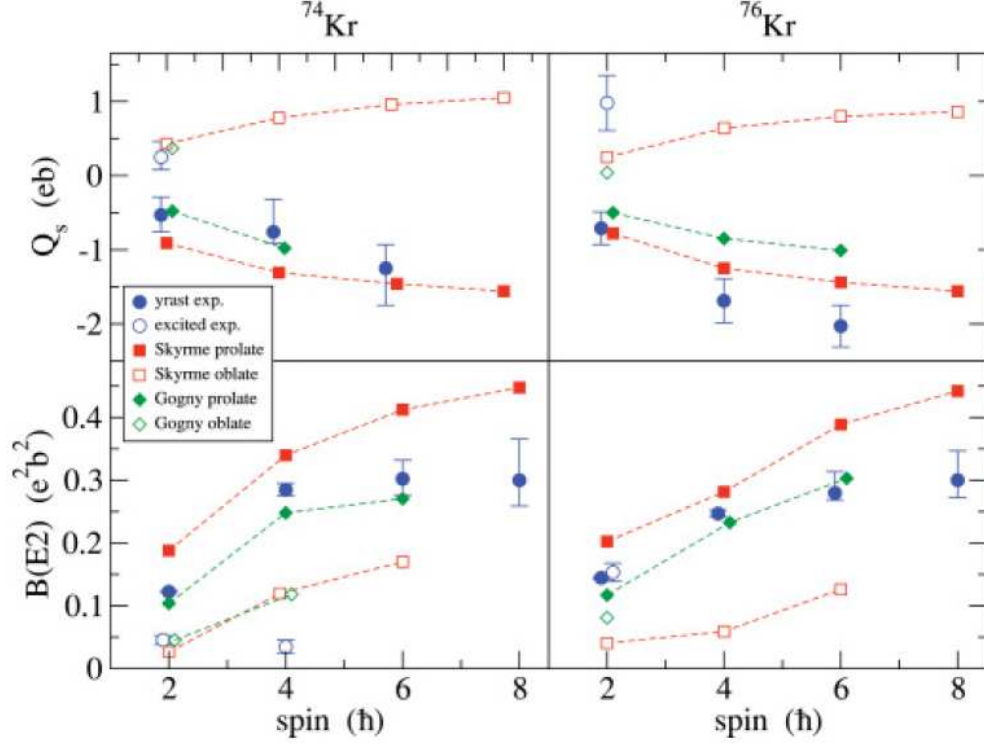 ⁷⁴Kr
⁷⁶Kr
1
0
-1
-2
Qₛ (eb)
yrast exp.
excited exp.
Skyrme prolate
Skyrme oblate
Gogny prolate
Gogny oblate
0.4
0.3
0.2
0.1
0
B(E2) (e²b²)
2 4 6 8
2 4 6 8
spin (ħ)
spin (ħ)